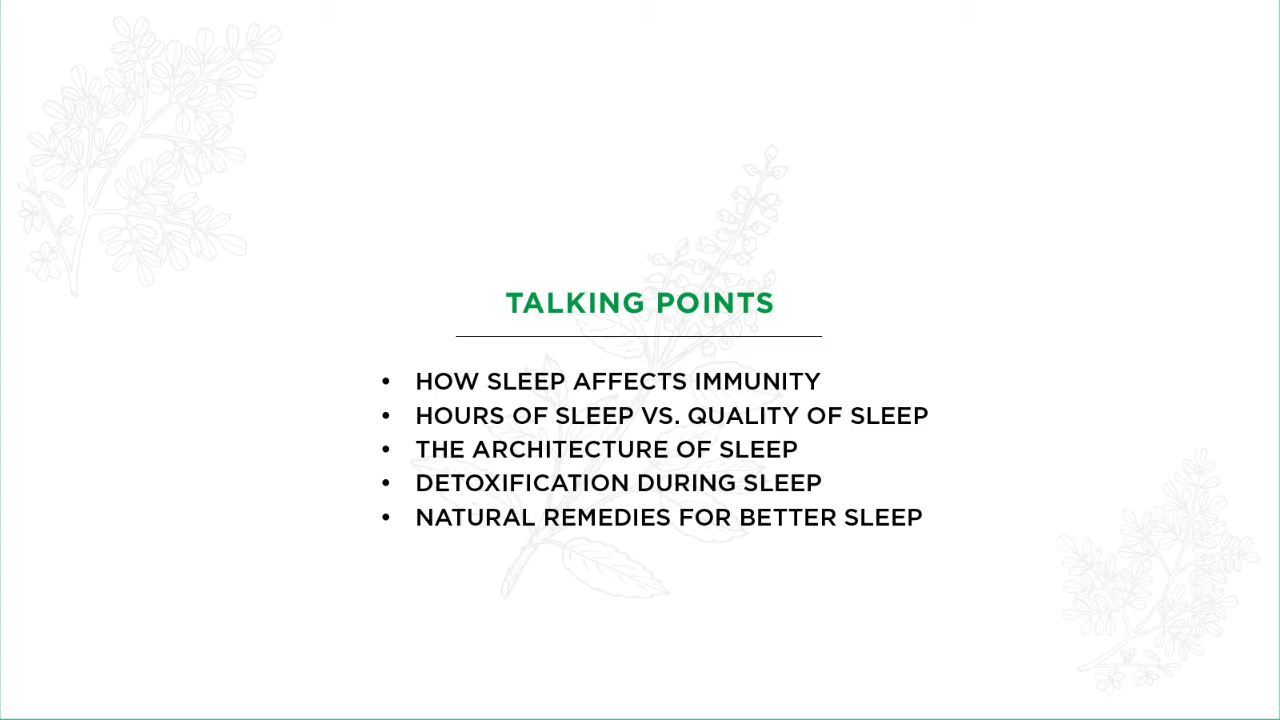 TALKING POINTS
• HOW SLEEP AFFECTS IMMUNITY
• HOURS OF SLEEP VS. QUALITY OF SLEEP
• THE ARCHITECTURE OF SLEEP
• DETOXIFICATION DURING SLEEP
• NATURAL REMEDIES FOR BETTER SLEEP